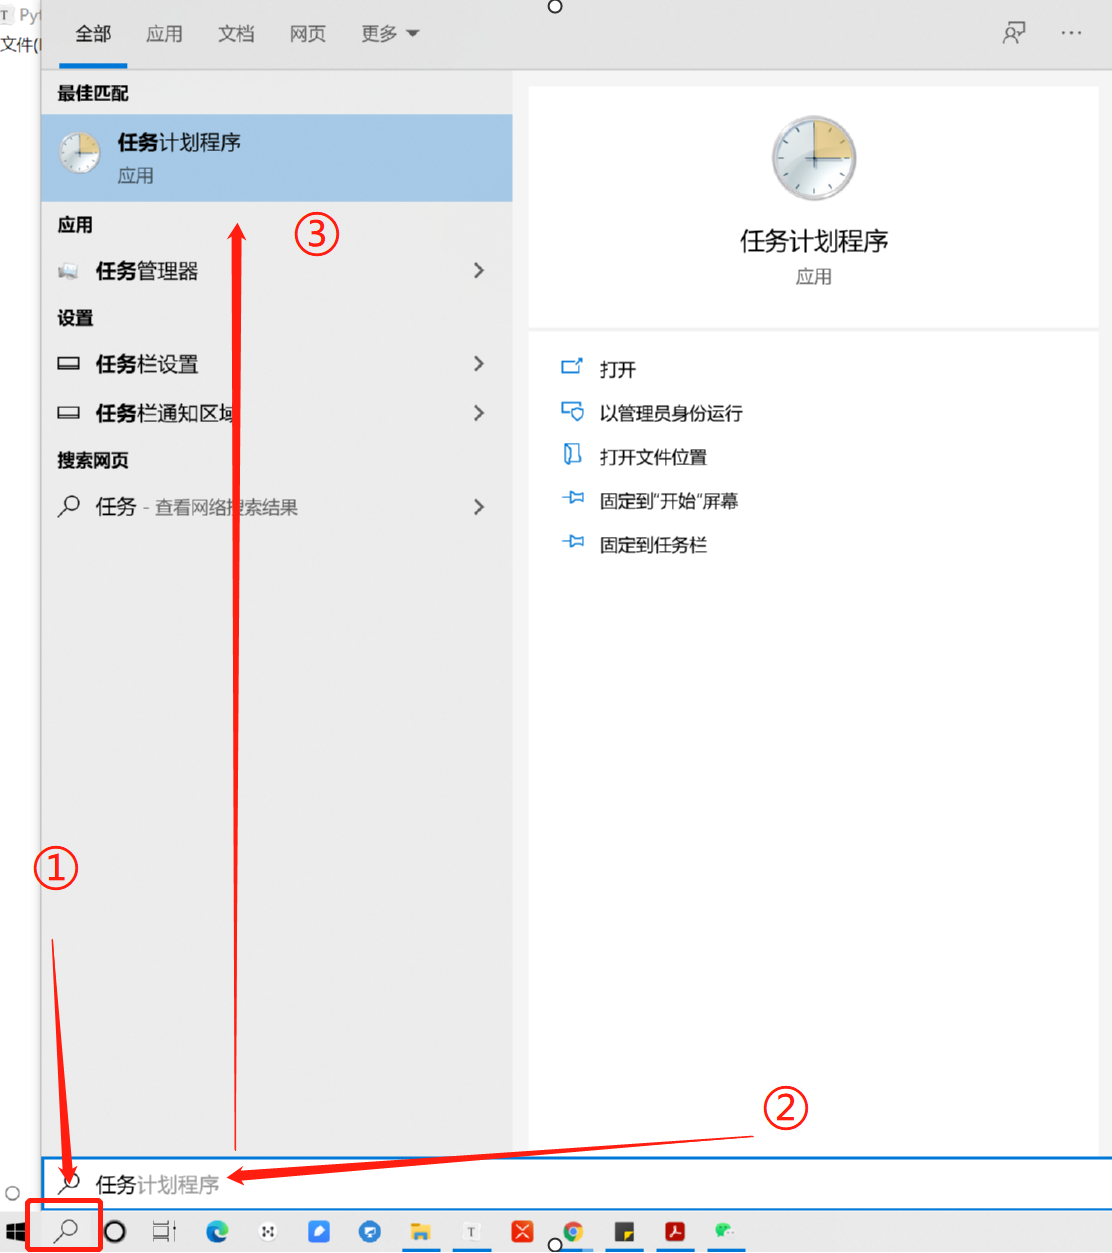 T Py
文件(
全部 应用 文档 网页 更多
最佳匹配
任务计划程序
应用
应用
任务管理器
设置
任务栏设置
任务栏通知区域
搜索网页
任务 - 查看网络搜索结果
③
任务计划程序
应用
打开
以管理员身份运行
打开文件位置
固定到"开始"屏幕
固定到任务栏
①
②
任务计划程序
T